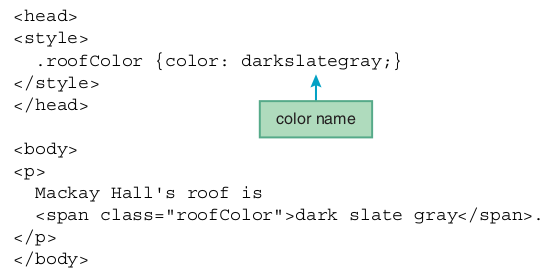 <head>
<style>
.roofColor {color: darkslategray;}
</style>
</head>
color name
<body>
<p>
Mackay Hall's roof is
<span class="roofColor">dark slate gray</span>.
</p>
</body>